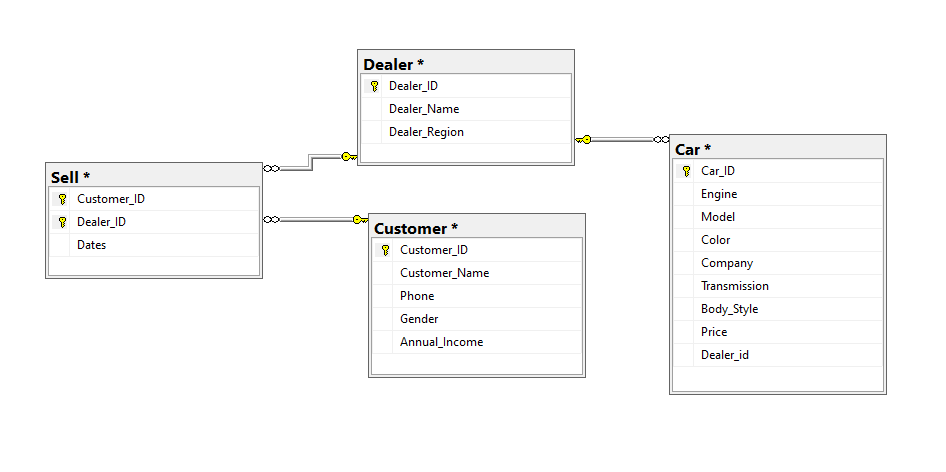 Dealer *
Dealer_ID
Dealer_Name
Dealer_Region
Sell *
Customer_ID
Dealer_ID
Dates
Customer *
Customer_ID
Customer_Name
Phone
Gender
Annual_Income
Car *
Car_ID
Engine
Model
Color
Company
Transmission
Body_Style
Price
Dealer_id